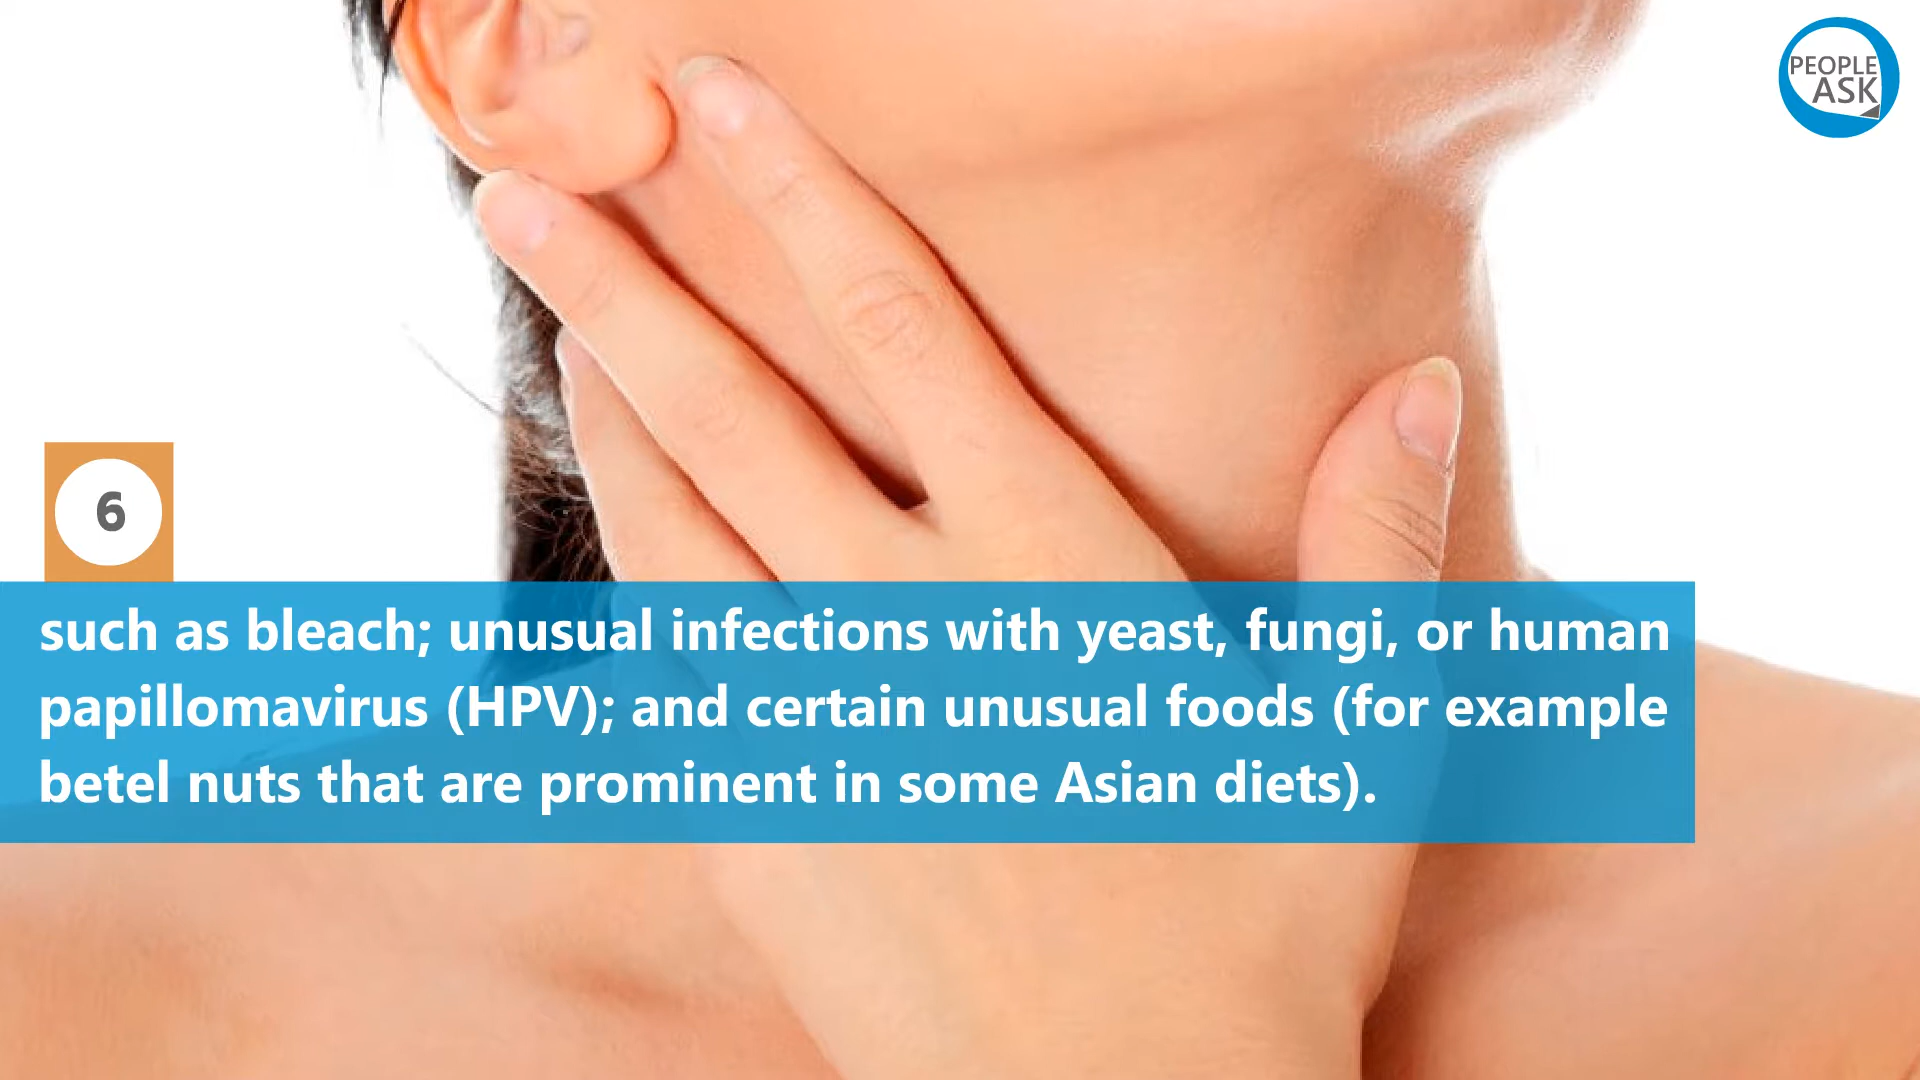 PEOPLE
ASK
6
such as bleach; unusual infections with yeast, fungi, or human
papillomavirus (HPV); and certain unusual foods (for example
betel nuts that are prominent in some Asian diets).